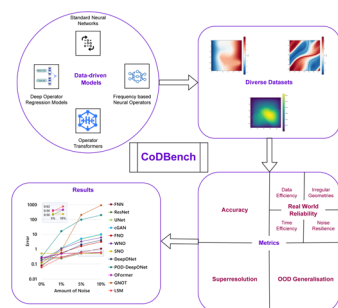 Standard Neural
Networks
Data-driven
Models
Deep Operator
Regression Models
Frequency based
Neural Operators
Operator
Transformers
Diverse Datasets
CoDBench
Results
Error
1000
100
10
1
0.1
0.01
0%
1%
5%
10%
Amount of Noise
FNN
ResNet
UNet
cGAN
FNO
WNO
SNO
DeepONet
POD-DeepONet
OFormer
GNOT
LSM
Accuracy
Data
Efficiency
Irregular
Geometries
Real World
Reliability
Time
Efficiency
Noise
Resilience
Metrics
Superresolution
OOD Generalisation